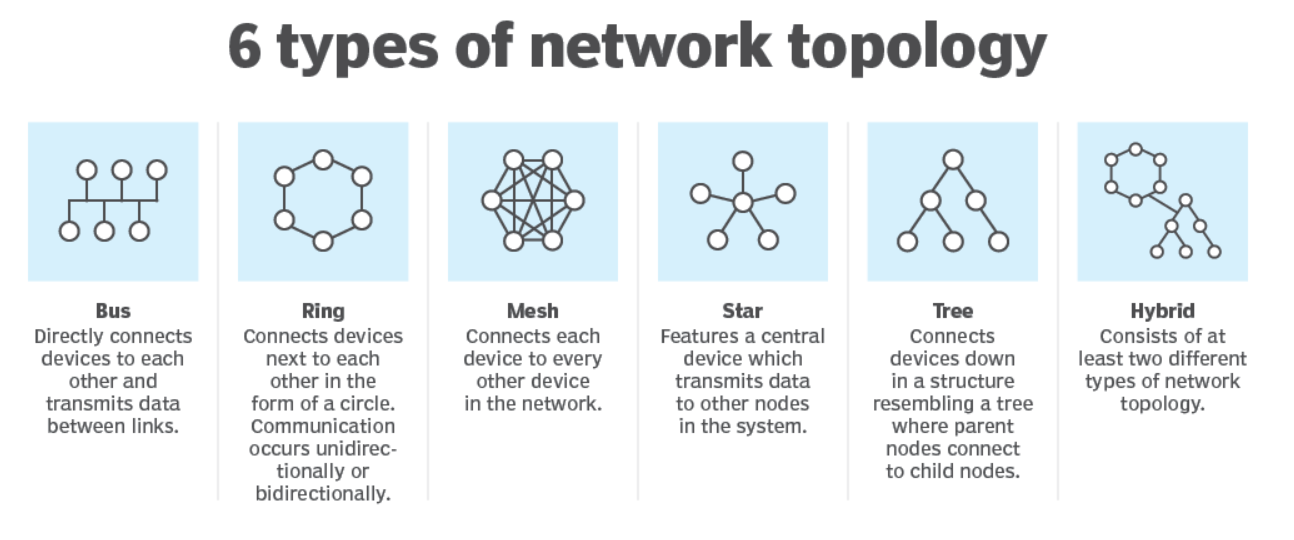 6 types of network topology
Bus
Directly connects
devices to each
other and
transmits data
between links.
Ring
Connects devices
next to each
other in the
form of a circle.
Communication
occurs unidirec-
tionally or
bidirectionally.
Mesh
Connects each
device to every
other device
in the network.
Star
Features a central
device which
transmits data
to other nodes
in the system.
Tree
Connects
devices down
in a structure
resembling a tree
where parent
nodes connect
to child nodes.
Hybrid
Consists of at
least two different
types of network
topology.